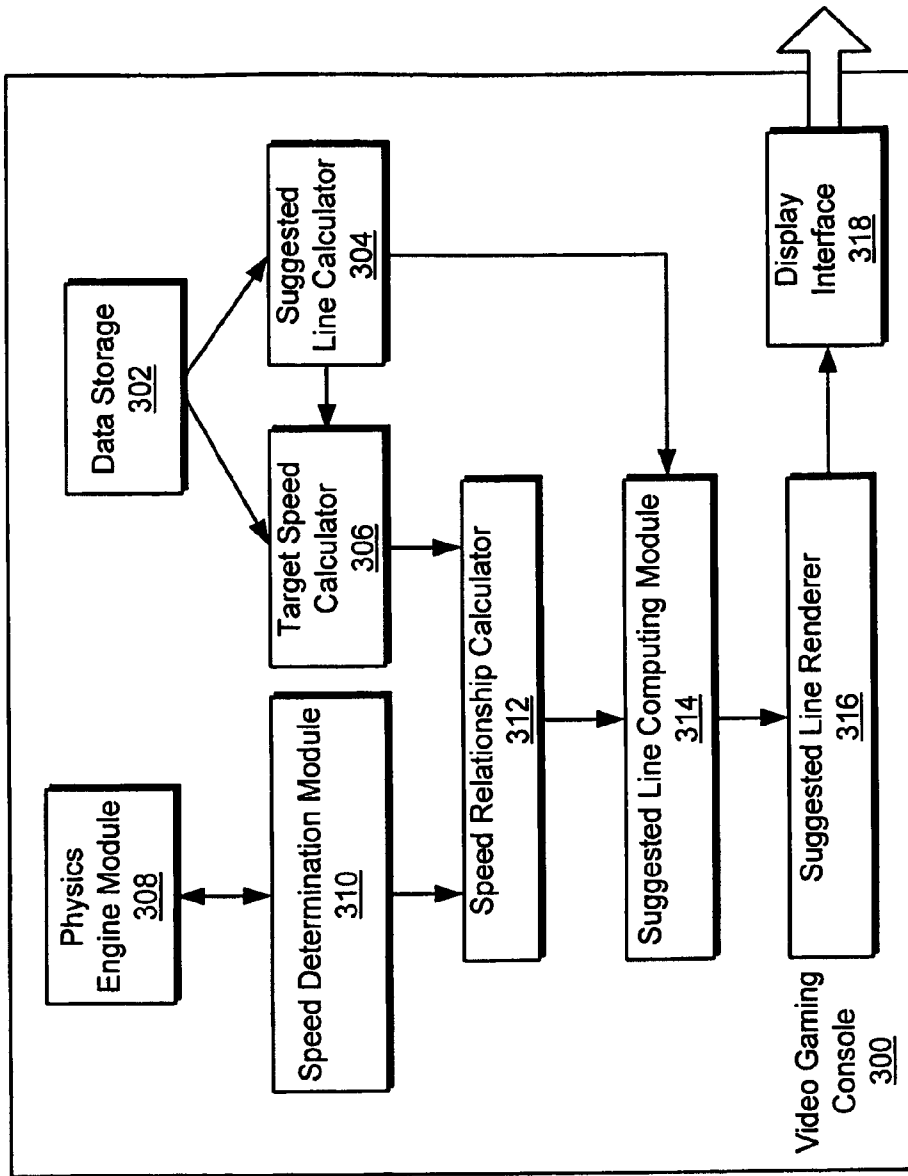 Physics
Engine Module
308
Data Storage
302
Speed Determination Module
310
Target Speed
Calculator
306
Suggested
Line Calculator
304
Speed Relationship Calculator
312
Suggested Line Computing Module
314
Suggested Line Renderer
316
Display
Interface
318
Video Gaming
Console
300